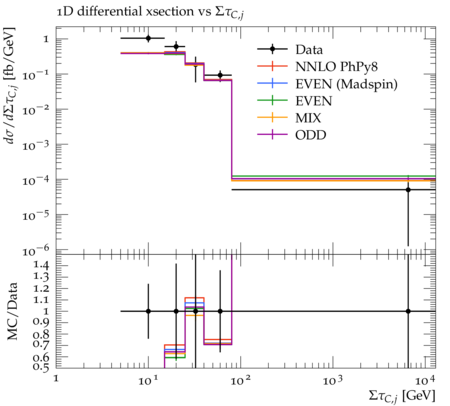 1D differential xsection vs Στ_{C,j}
dσ/dΣτ_{C,j} [fb/GeV]
1
10^{−1}
10^{−2}
10^{−3}
10^{−4}
10^{−5}
10^{−6}
Data
NNLO PhPy8
EVEN (Madspin)
EVEN
MIX
ODD
MC/Data
1.4
1.3
1.2
1.1
1
0.9
0.8
0.7
0.6
0.5
1
10^{1}
10^{2}
10^{3}
10^{4}
Στ_{C,j} [GeV]